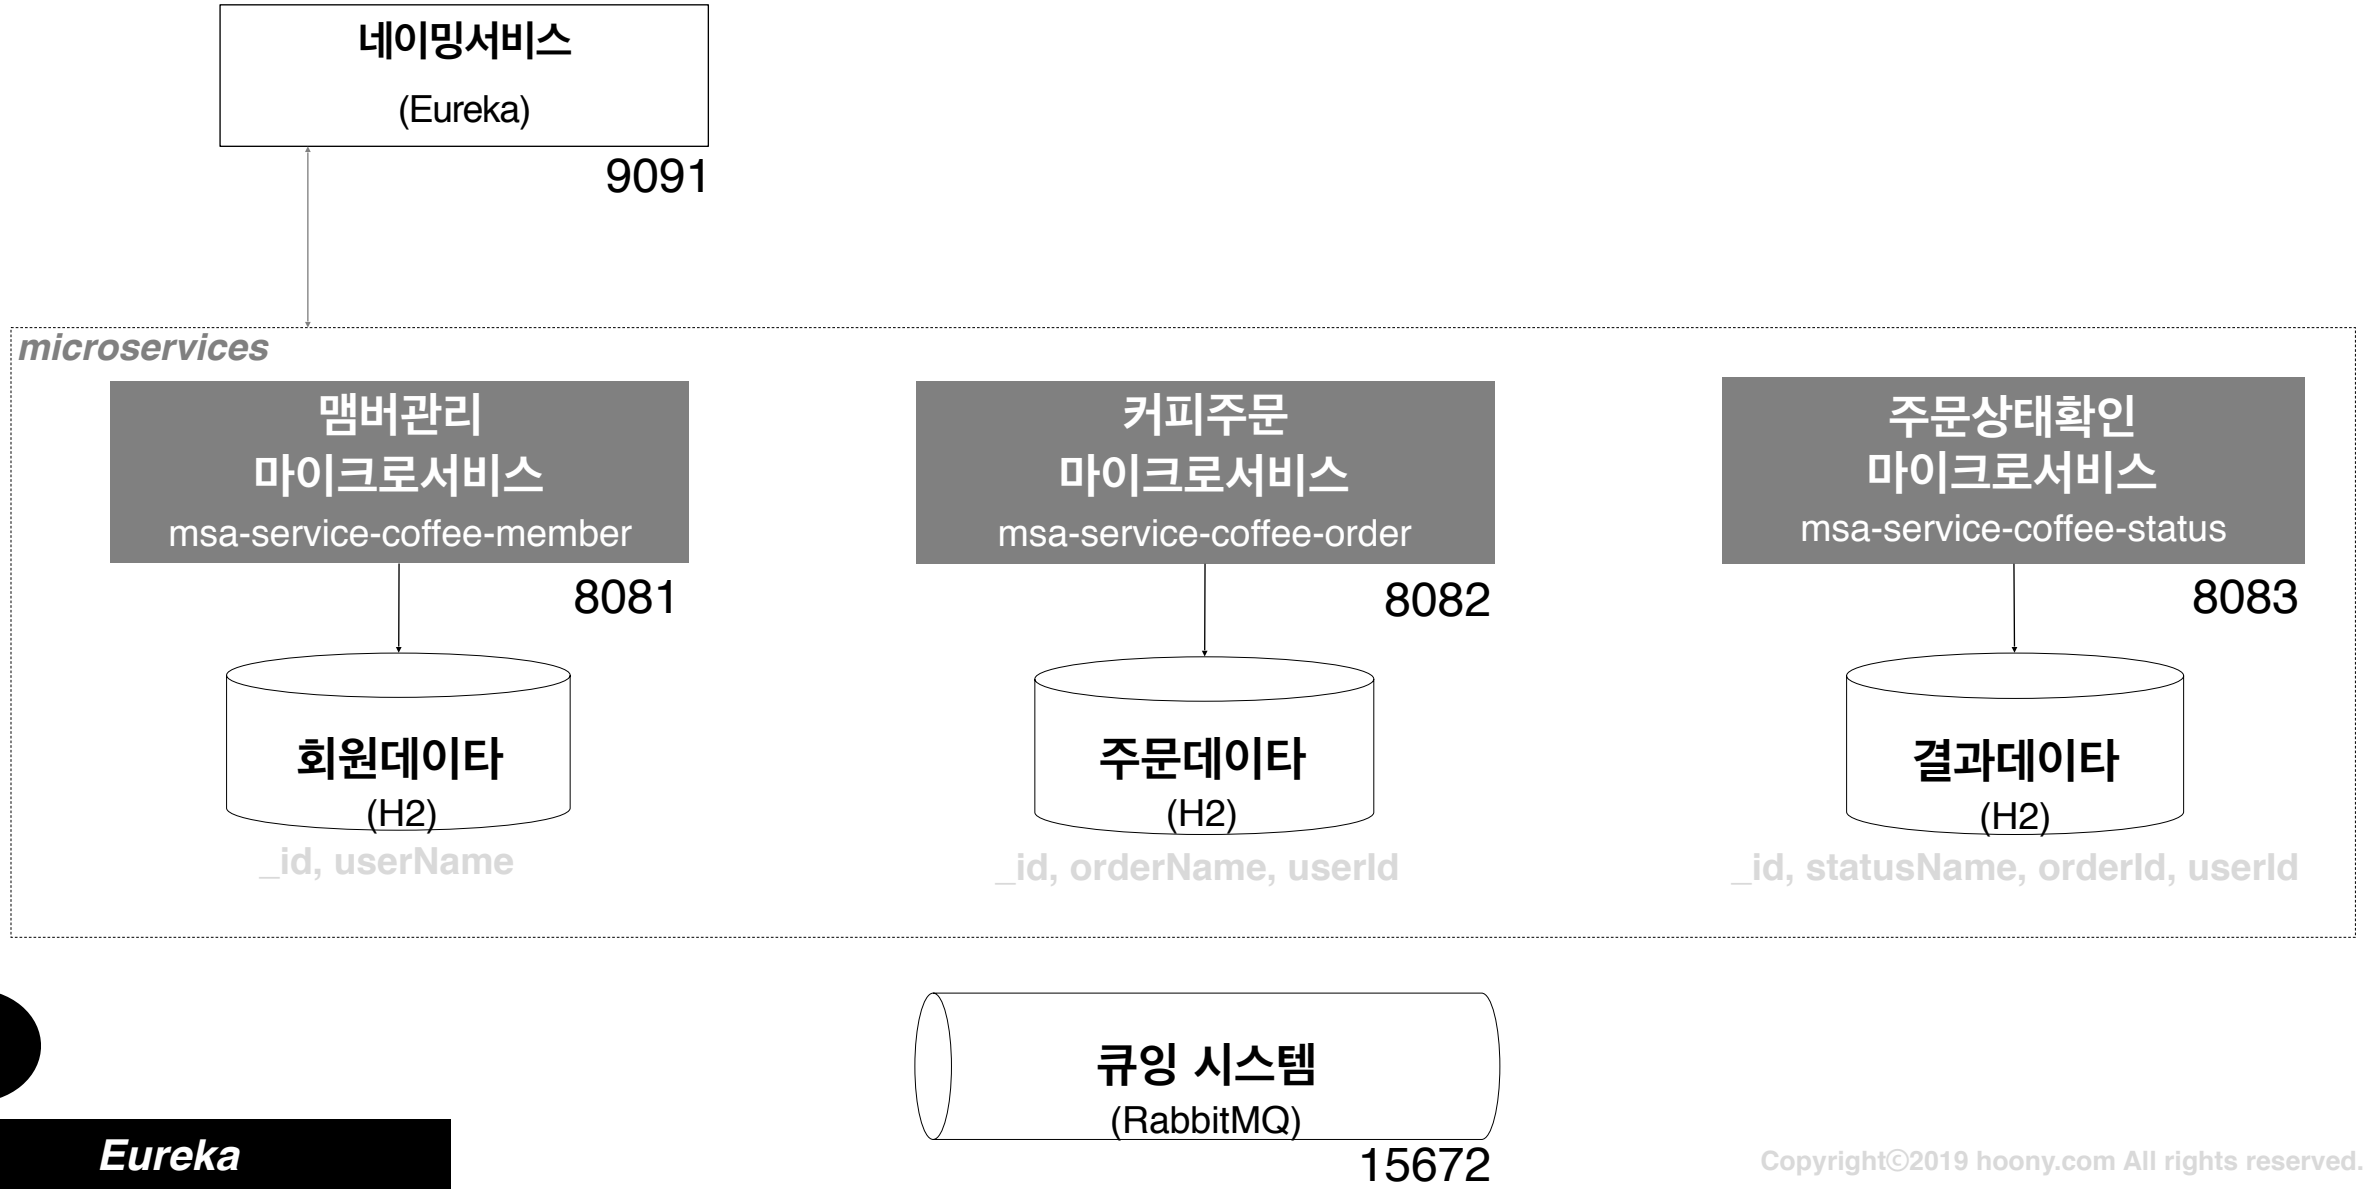 네이밍서비스
(Eureka)
9091
microservices
맴버관리
마이크로서비스
msa-service-coffee-member
8081
회원데이타
(H2)
_id, userName
커피주문
마이크로서비스
msa-service-coffee-order
8082
주문데이타
(H2)
_id, orderName, userId
주문상태확인
마이크로서비스
msa-service-coffee-status
8083
결과데이타
(H2)
_id, statusName, orderId, userId
큐잉 시스템
(RabbitMQ)
15672
Eureka
Copyright©2019 hoony.com All rights reserved.